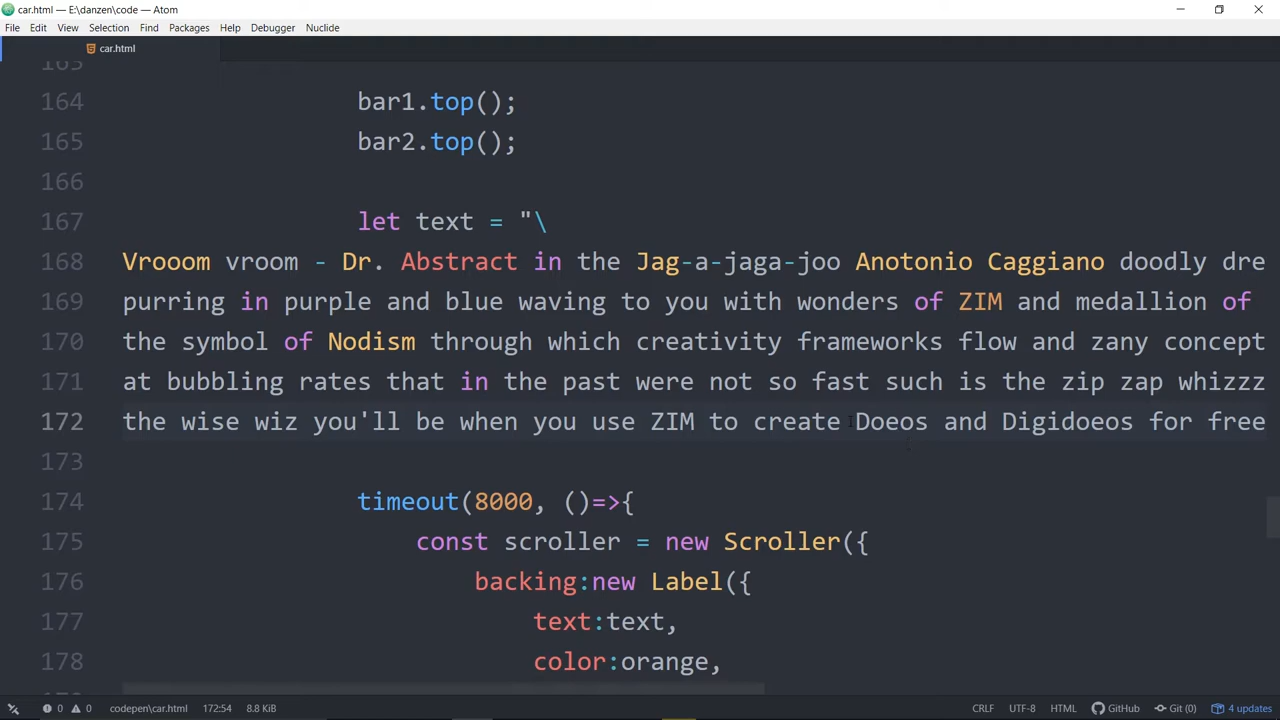 car.html — E:\danzen\code — Atom
File Edit View Selection Find Packages Help Debugger Nuclide
car.html
163
164 bar1.top();
165 bar2.top();
166
167 let text = "\
168 Vrooom vroom - Dr. Abstract in the Jag-a-jaga-joo Anotonio Caggiano doodly dre
169 purring in purple and blue waving to you with wonders of ZIM and medallion of
170 the symbol of Nodism through which creativity frameworks flow and zany concept
171 at bubbling rates that in the past were not so fast such is the zip zap whizzz
172 the wise wiz you'll be when you use ZIM to create Doeos and Digidoeos for free
173
174 timeout(8000, ()=>{
175 const scroller = new Scroller({
176 backing:new Label({
177 text:text,
178 color:orange,
0 0 codepen\car.html 172:54 8.8 KiB CRLF UTF-8 HTML GitHub Git (0) 4 updates